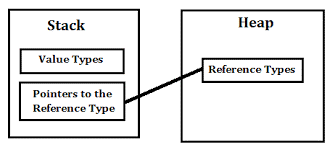 Stack
Value Types
Pointers to the
Reference Type
Heap
Reference Types